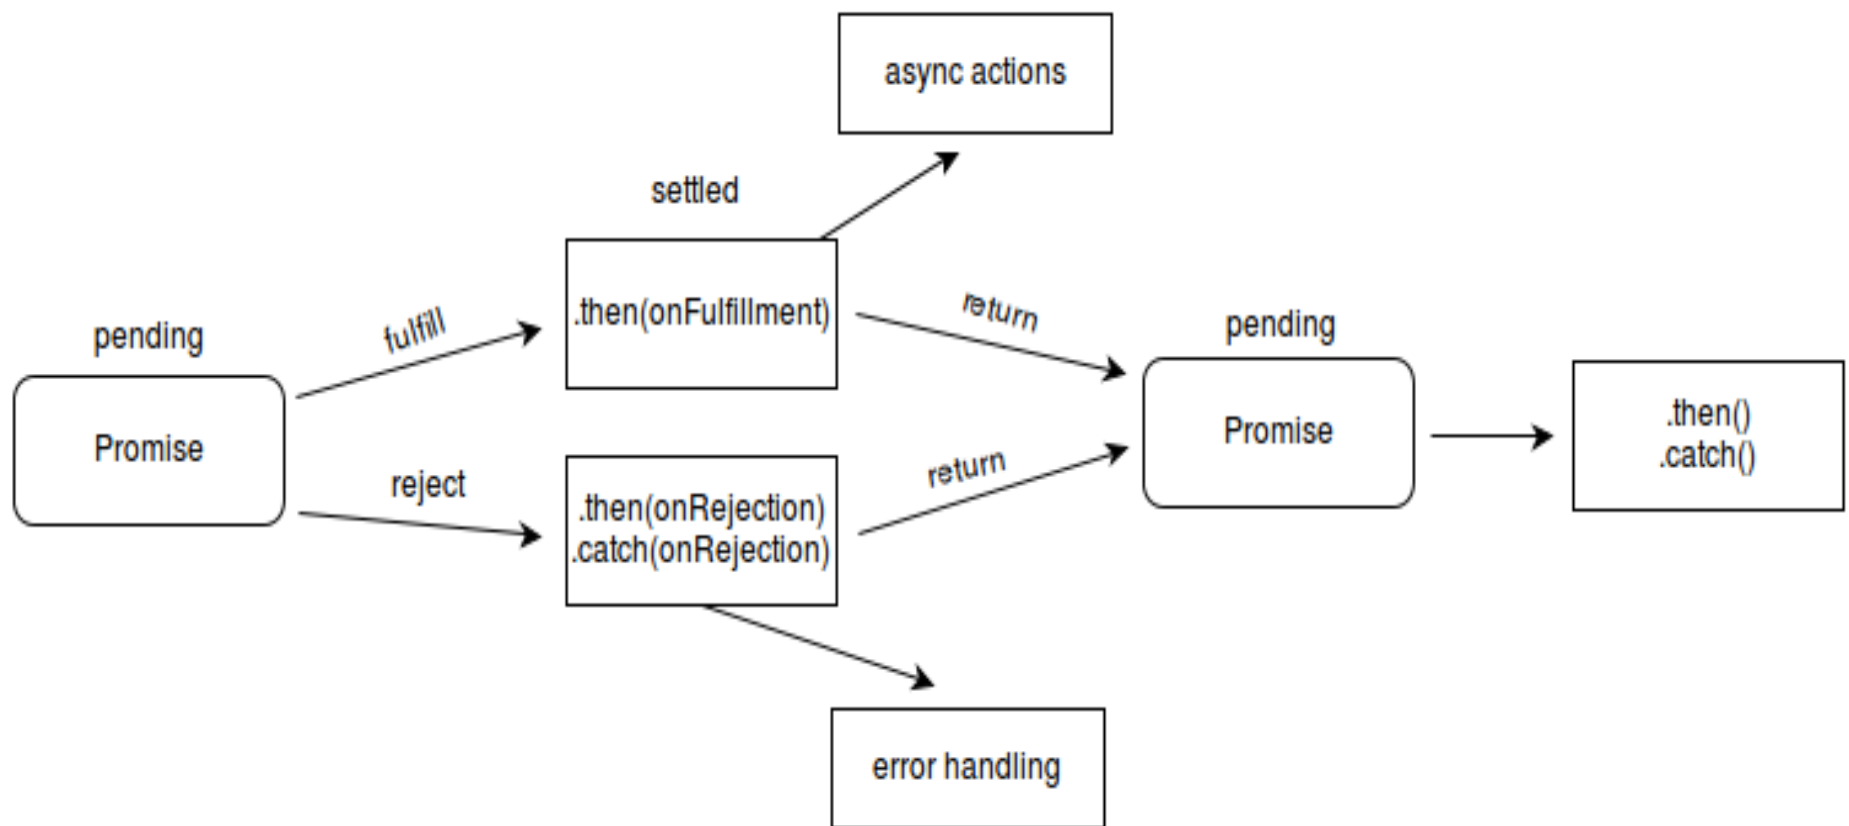 async actions
settled
.then(onFulfillment)
return
pending
fulfill
pending
Promise
reject
.then(onRejection)
.catch(onRejection)
return
Promise
.then()
.catch()
error handling